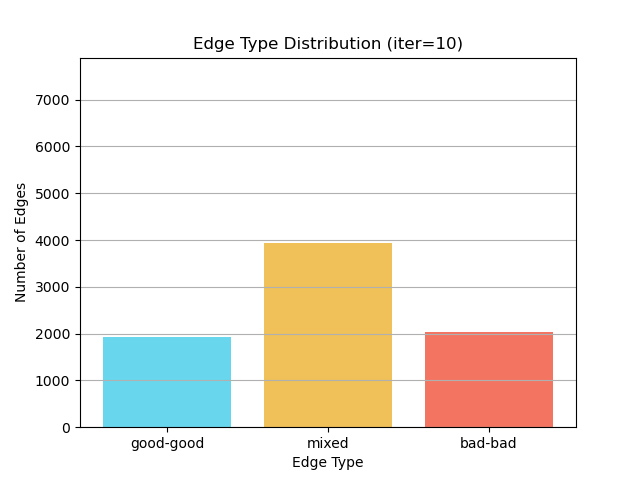 Edge Type Distribution (iter=10)
Number of Edges
7000
6000
5000
4000
3000
2000
1000
0
good-good
mixed
bad-bad
Edge Type